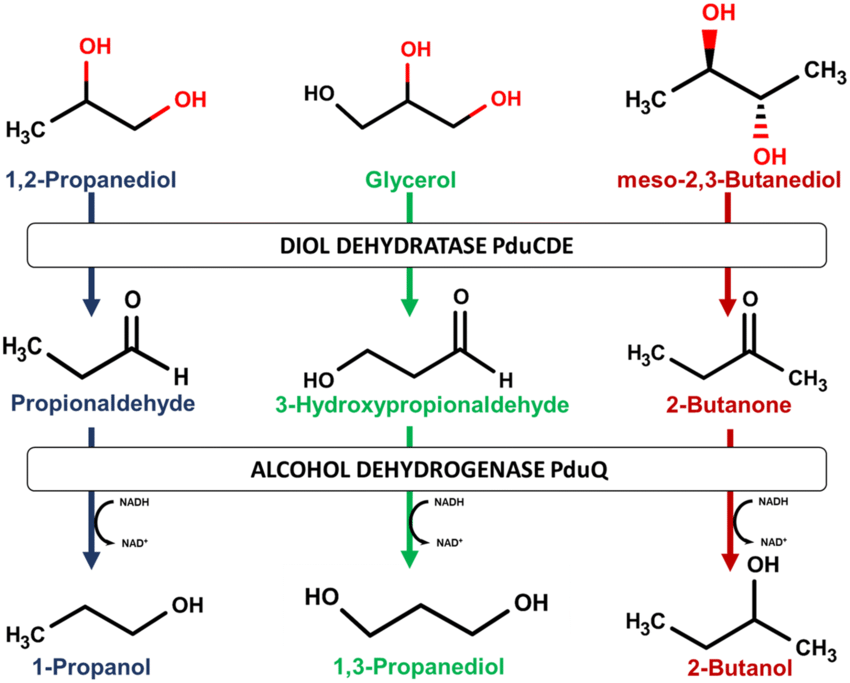 OH
OH
H₃C
OH
HO
OH
OH
CH₃
H₃C
OH
1,2-Propanediol
Glycerol
meso-2,3-Butanediol
DIOL DEHYDRATASE PduCDE
O
H₃C
H
O
HO
H
O
H₃C
CH₃
Propionaldehyde
3-Hydroxypropionaldehyde
2-Butanone
ALCOHOL DEHYDROGENASE PduQ
NADH
NAD⁺
NADH
NAD⁺
NADH
NAD⁺
H₃C
OH
HO
OH
OH
H₃C
CH₃
1-Propanol
1,3-Propanediol
2-Butanol